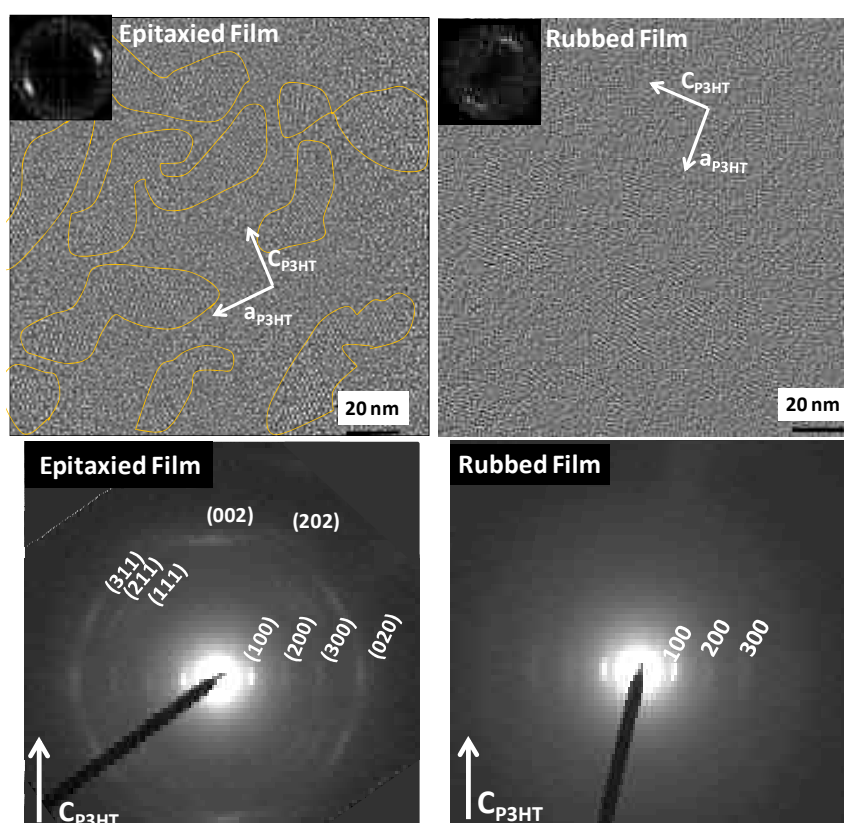 Epitaxied Film
Rubbed Film
CP3HT
aP3HT
20 nm
CP3HT
aP3HT
20 nm
Epitaxied Film
Rubbed Film
(002)
(202)
(311)
(211)
(111)
(100)
(200)
(300)
(020)
100
200
300
CP3HT
CP3HT